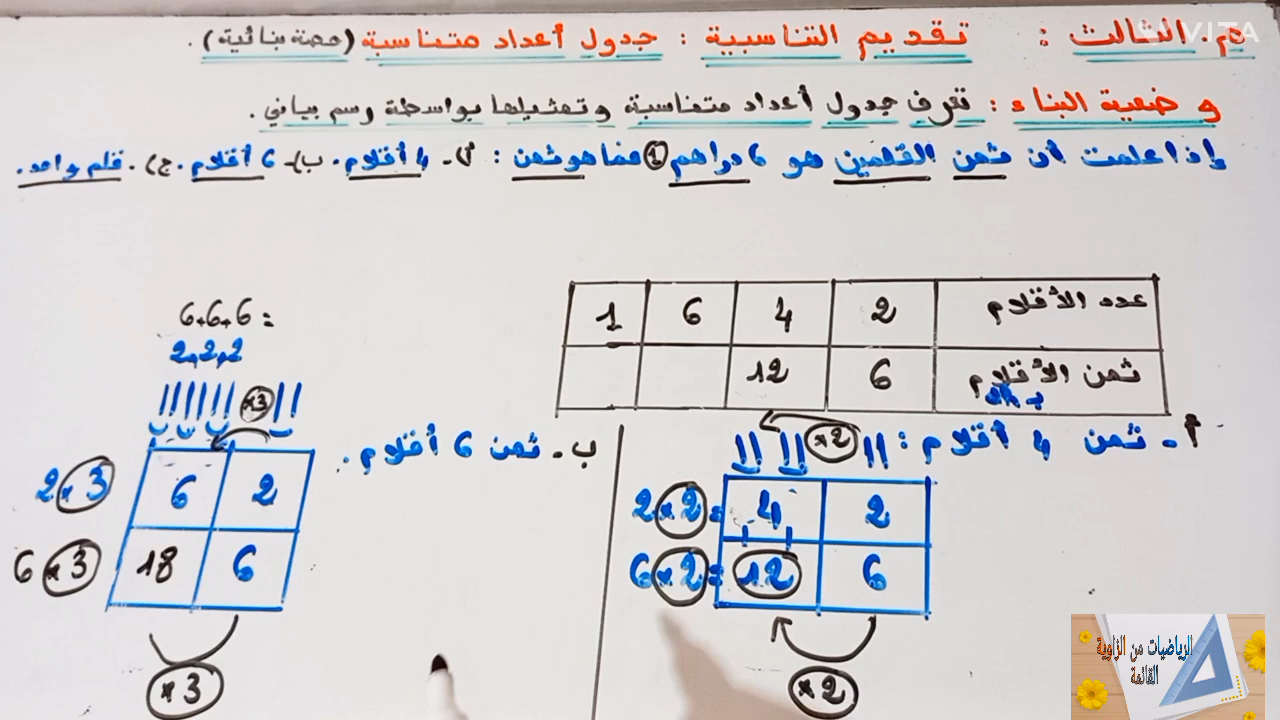 م. الثالث : تقديم التناسبية : جدول أعداد متناسبة (حصة بنائية).
VITA
وضعية البناء : تعرف جدول أعداد متناسبة وتمثيلها بواسطة رسم بياني.
إذا علمت أن ثمن القلمين هو 6 دراهم 1 فما هو ثمن : أ)- 4 أقلام. ب)- 6 أقلام. ج). قلم واحد.
عدد الأقلام 2 4 6 1
ثمن الأقلام 6 12
ب dh
أ- ثمن 4 أقلام :
×2
2 4 = 2×2
6 12 = 6×2
×2
ب- ثمن 6 أقلام.
6+6+6 =
2+2+2
×3
2 6 2×3
6 18 6×3
×3
الرياضيات من الزاوية
القائمة